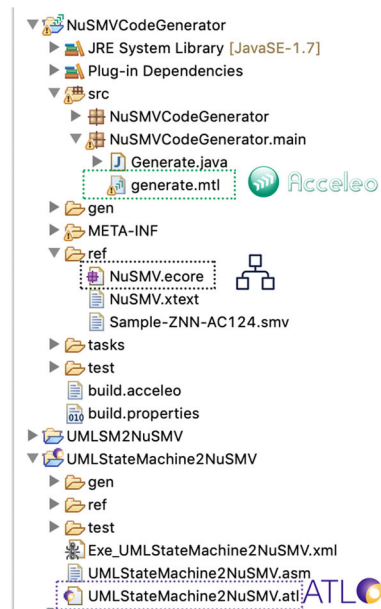 NuSMVCodeGenerator
JRE System Library [JavaSE-1.7]
Plug-in Dependencies
src
NuSMVCodeGenerator
NuSMVCodeGenerator.main
Generate.java
generate.mtl
Acceleo
gen
META-INF
ref
NuSMV.ecore
NuSMV.xtext
Sample-ZNN-AC124.smv
tasks
test
build.acceleo
build.properties
UMLSM2NuSMV
UMLStateMachine2NuSMV
gen
ref
test
Exe_UMLStateMachine2NuSMV.xml
UMLStateMachine2NuSMV.asm
UMLStateMachine2NuSMV.atl ATL